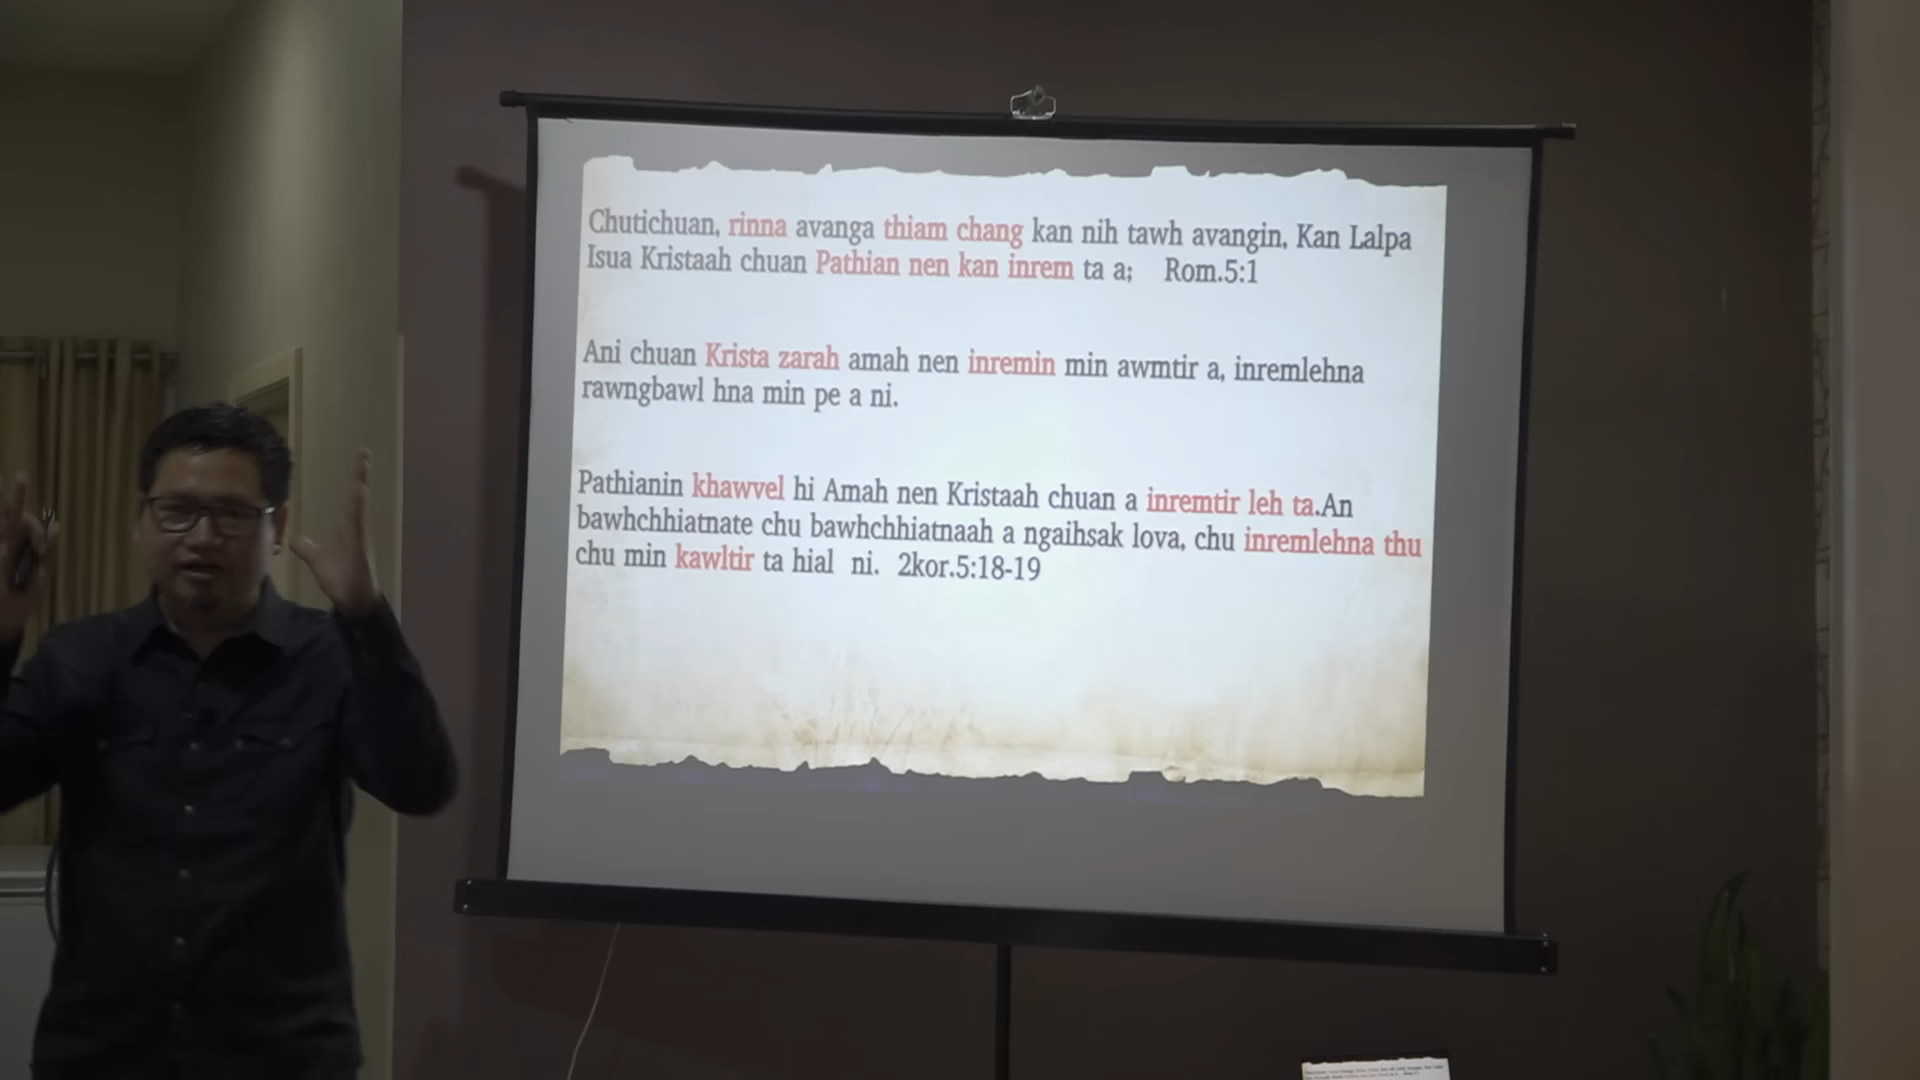 Chutichuan, rinna avanga thiam chang kan nih tawh avangin, Kan Lalpa
Isua Kristaah chuan Pathian nen kan inrem ta a; Rom.5:1
Ani chuan Krista zarah amah nen inremin min awmtir a, inremlehna
rawngbawl hna min pe a ni.
Pathianin khawvel hi Amah nen Kristaah chuan a inremtir leh ta.An
bawhchhiatnate chu bawhchhiatnaah a ngaihsak lova, chu inremlehna thu
chu min kawltir ta hial ni. 2kor.5:18-19